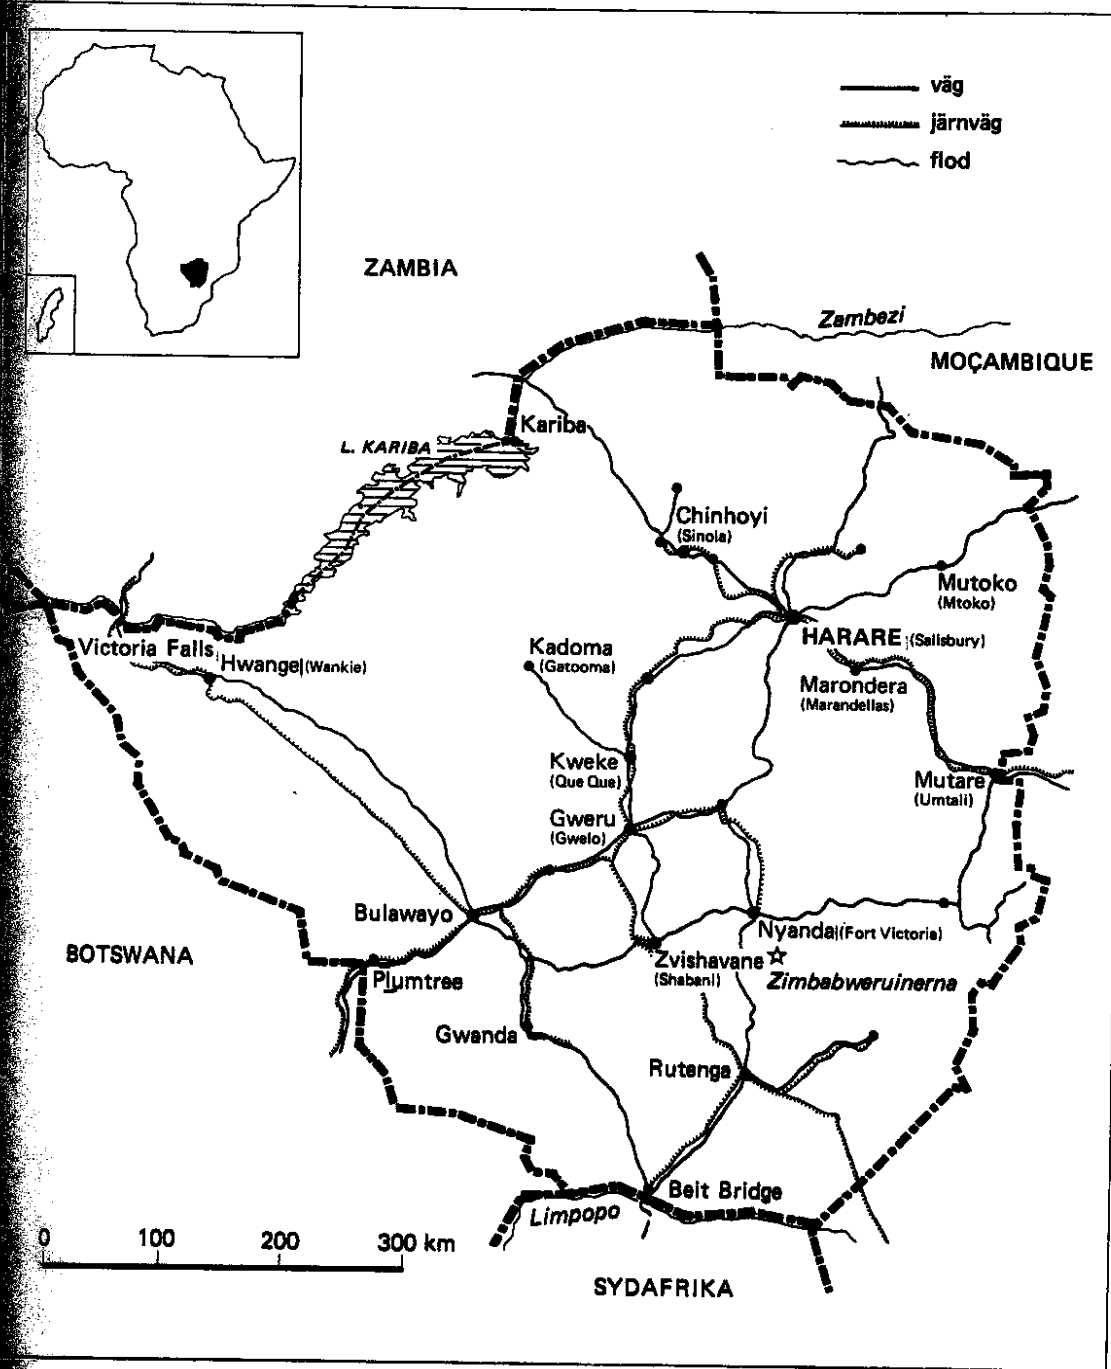 väg
järnväg
flod
ZAMBIA
Zambezi
MOÇAMBIQUE
Kariba
L. KARIBA
Chinhoyi
(Sinoia)
Mutoko
(Mtoko)
HARARE (Salisbury)
Victoria Falls
Hwange (Wankie)
Kadoma
(Gatooma)
Marondera
(Marandellas)
Kweke
(Que Que)
Mutare
(Umtali)
Gweru
(Gwelo)
Bulawayo
Nyanda (Fort Victoria)
BOTSWANA
Zvishavane
(Shabani)
Zimbabweruinerna
Plumtree
Gwanda
Rutenga
Beit Bridge
Limpopo
0 100 200 300 km
SYDAFRIKA